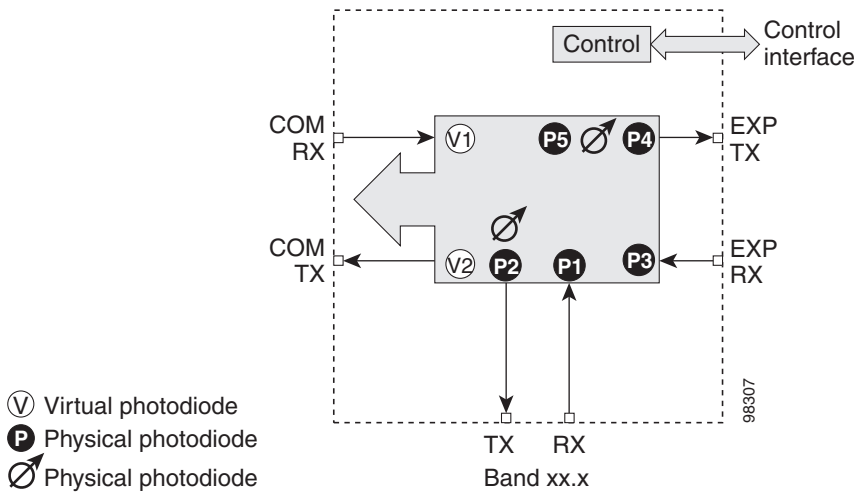 Control
Control
interface
COM
RX
V1
P5
P4
EXP
TX
COM
TX
V2
P2
P1
P3
EXP
RX
TX
RX
Band xx.x
98307
V Virtual photodiode
P Physical photodiode
Physical photodiode